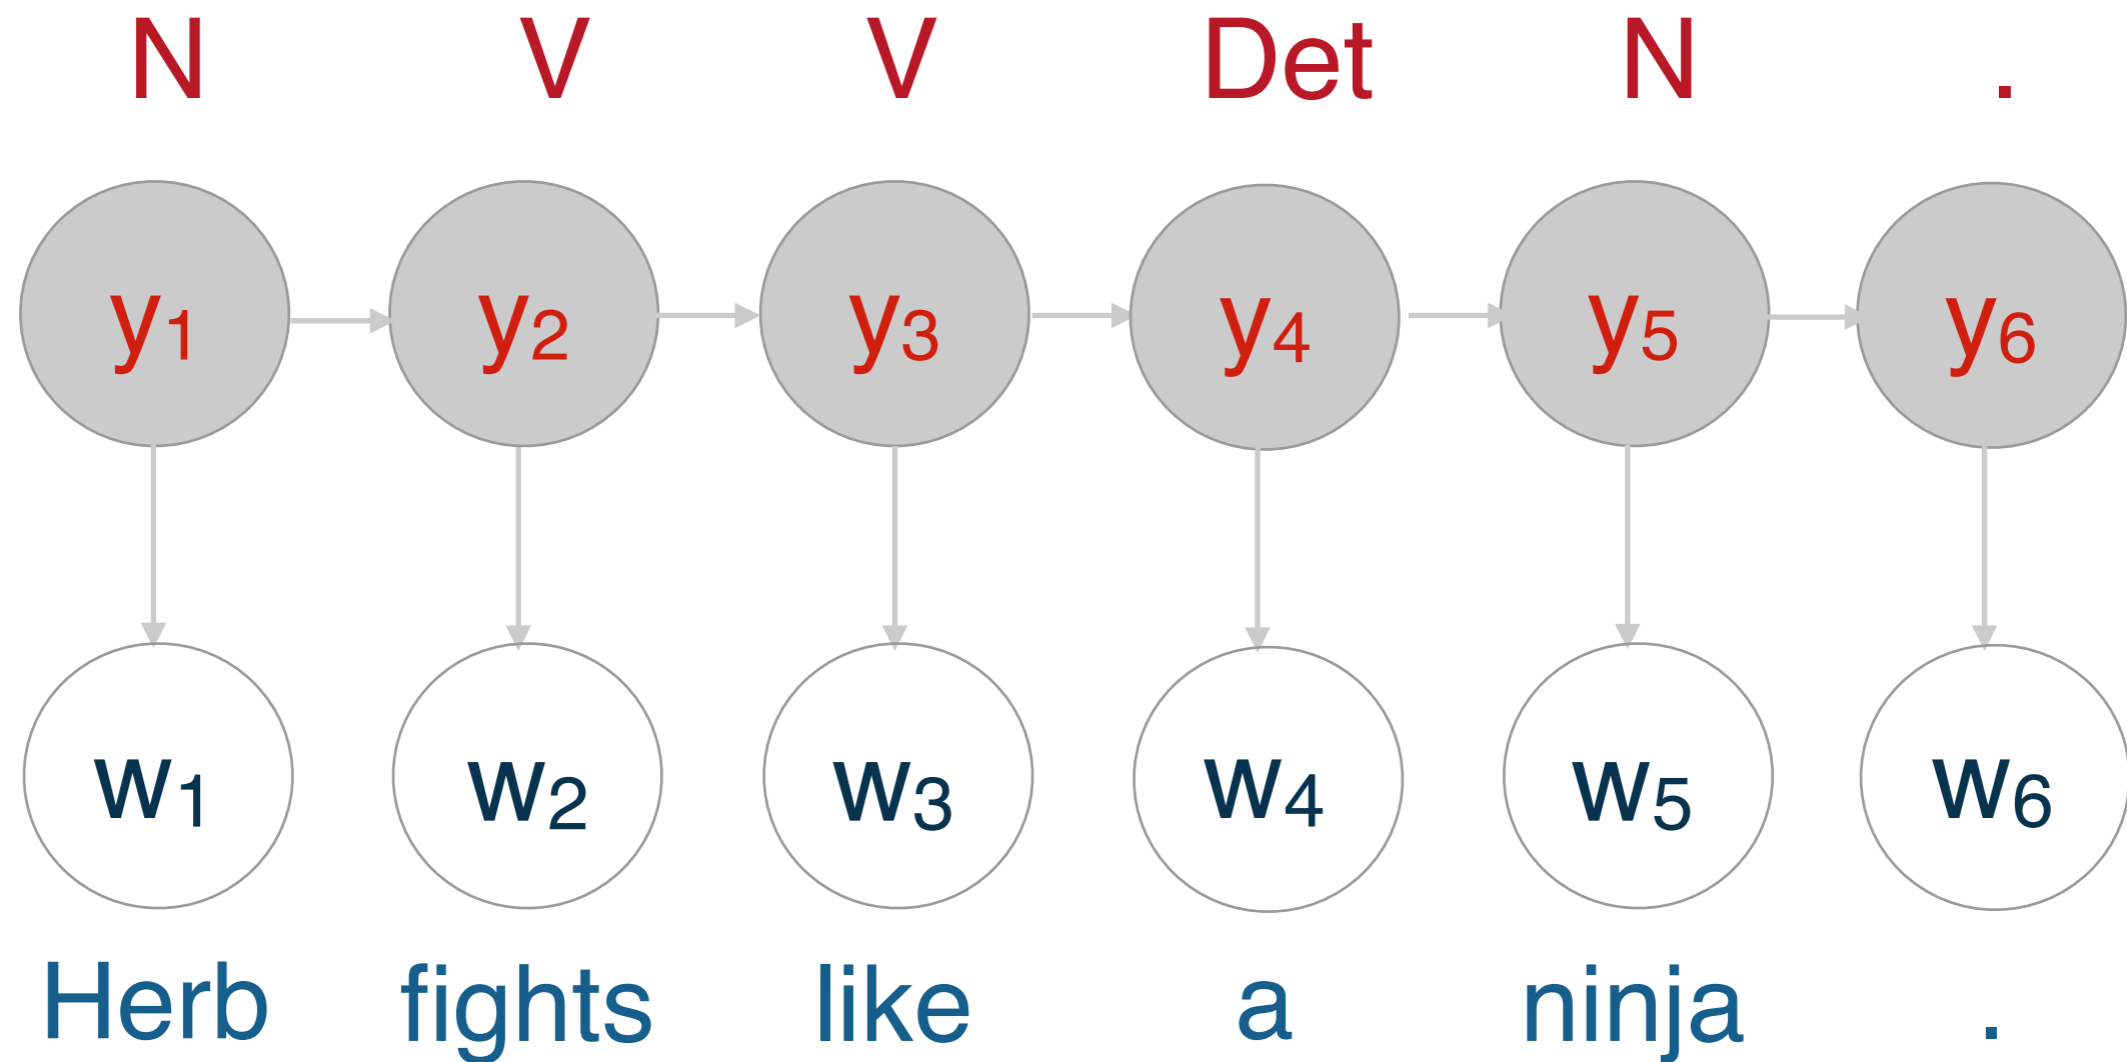 N V V Det N .
y1 y2 y3 y4 y5 y6
w1 w2 w3 w4 w5 w6
Herb fights like a ninja .